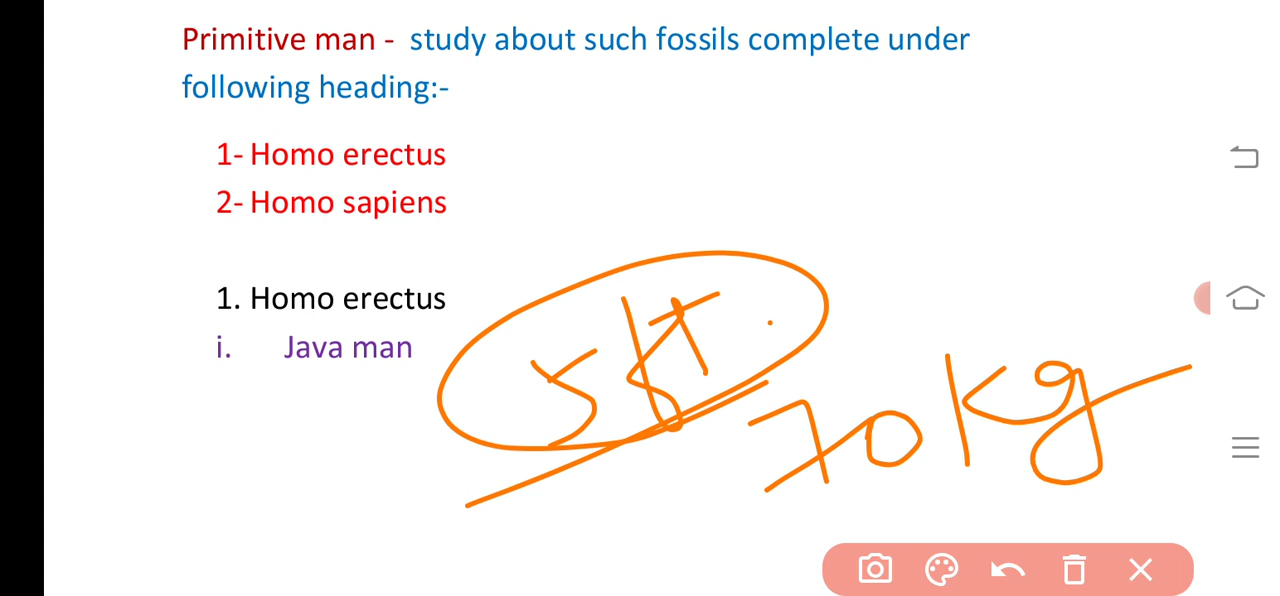 Primitive man - study about such fossils complete under
following heading:-
1- Homo erectus
2- Homo sapiens
1. Homo erectus
i. Java man
5ft
70kg